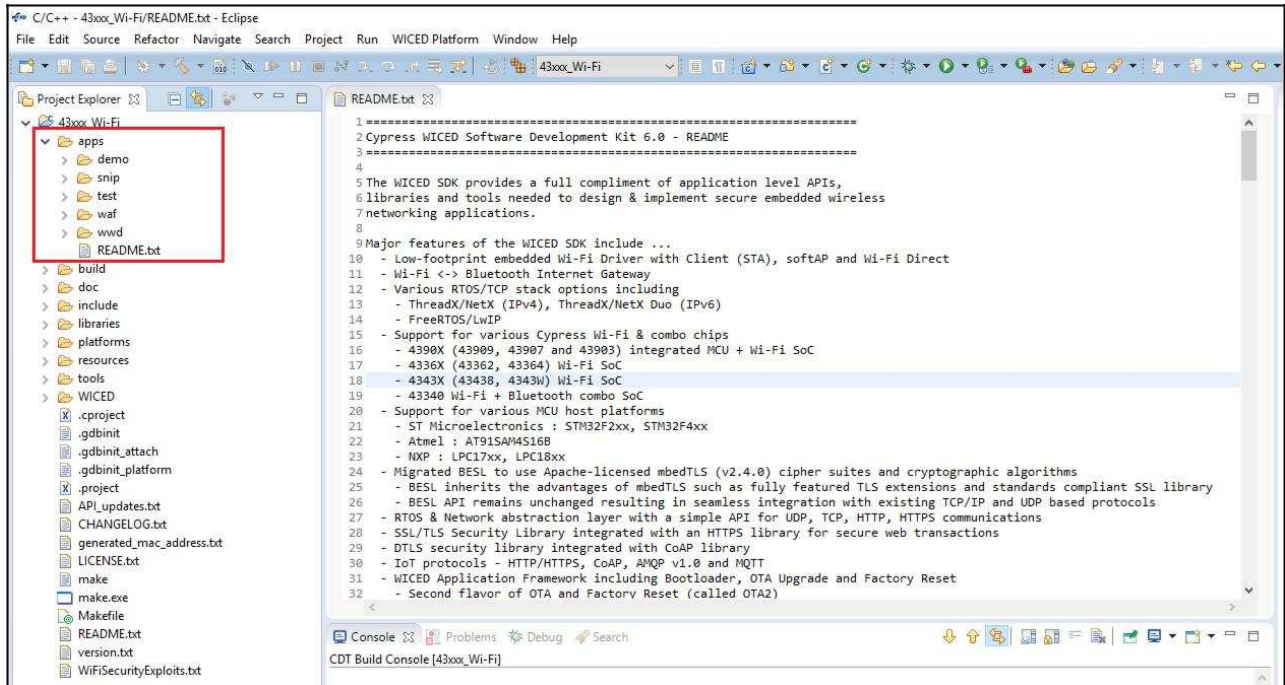 C/C++ - 43xxx_Wi-Fi/README.txt - Eclipse
File Edit Source Refactor Navigate Search Project Run WICED Platform Window Help
43xxx_Wi-Fi
Project Explorer
43xxx_Wi-Fi
apps
demo
snip
test
waf
wwd
README.txt
build
doc
include
libraries
platforms
resources
tools
WICED
.cproject
.gdbinit
.gdbinit_attach
.gdbinit_platform
.project
API_updates.txt
CHANGELOG.txt
generated_mac_address.txt
LICENSE.txt
make
make.exe
Makefile
README.txt
version.txt
WiFiSecurityExploits.txt
README.txt
1 ======================================================================
2 Cypress WICED Software Development Kit 6.0 - README
3 ======================================================================
4
5 The WICED SDK provides a full compliment of application level APIs,
6 libraries and tools needed to design & implement secure embedded wireless
7 networking applications.
8
9 Major features of the WICED SDK include ...
10 - Low-footprint embedded Wi-Fi Driver with Client (STA), softAP and Wi-Fi Direct
11 - Wi-Fi <-> Bluetooth Internet Gateway
12 - Various RTOS/TCP stack options including
13 - ThreadX/NetX (IPv4), ThreadX/NetX Duo (IPv6)
14 - FreeRTOS/LwIP
15 - Support for various Cypress Wi-Fi & combo chips
16 - 4390X (43909, 43907 and 43903) integrated MCU + Wi-Fi SoC
17 - 4336X (43362, 43364) Wi-Fi SoC
18 - 4343X (43438, 4343W) Wi-Fi SoC
19 - 43340 Wi-Fi + Bluetooth combo SoC
20 - Support for various MCU host platforms
21 - ST Microelectronics : STM32F2xx, STM32F4xx
22 - Atmel : AT91SAM4S16B
23 - NXP : LPC17xx, LPC18xx
24 - Migrated BESL to use Apache-licensed mbedTLS (v2.4.0) cipher suites and cryptographic algorithms
25 - BESL inherits the advantages of mbedTLS such as fully featured TLS extensions and standards compliant SSL library
26 - BESL API remains unchanged resulting in seamless integration with existing TCP/IP and UDP based protocols
27 - RTOS & Network abstraction layer with a simple API for UDP, TCP, HTTP, HTTPS communications
28 - SSL/TLS Security Library integrated with an HTTPS library for secure web transactions
29 - DTLS security library integrated with CoAP library
30 - IoT protocols - HTTP/HTTPS, CoAP, AMQP v1.0 and MQTT
31 - WICED Application Framework including Bootloader, OTA Upgrade and Factory Reset
32 - Second flavor of OTA and Factory Reset (called OTA2)
Console Problems Debug Search
CDT Build Console [43xxx_Wi-Fi]